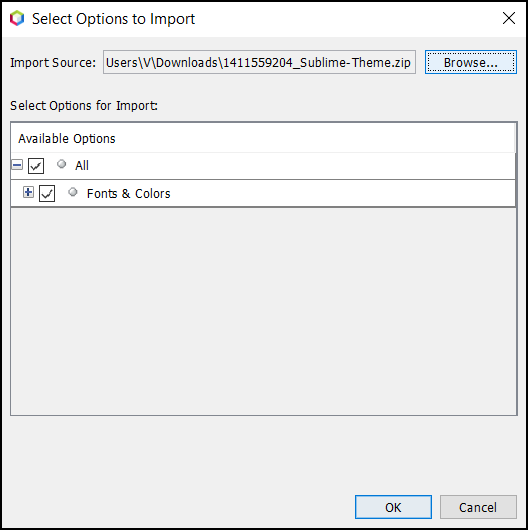 Select Options to Import
Import Source: Users\V\Downloads\1411559204_Sublime-Theme.zip Browse...
Select Options for Import:
Available Options
All
Fonts & Colors
OK Cancel